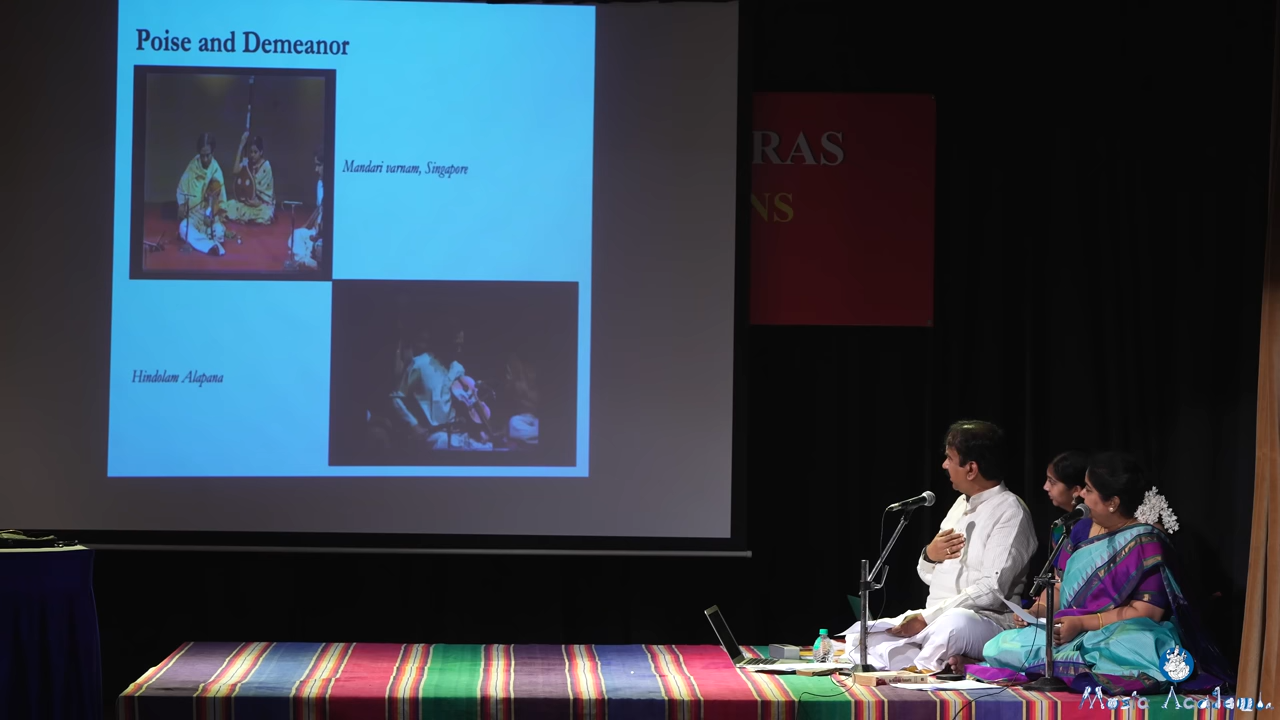 Poise and Demeanor
Mandari varnam, Singapore
Hindolam Alapana
RAS
NS
Music Academy